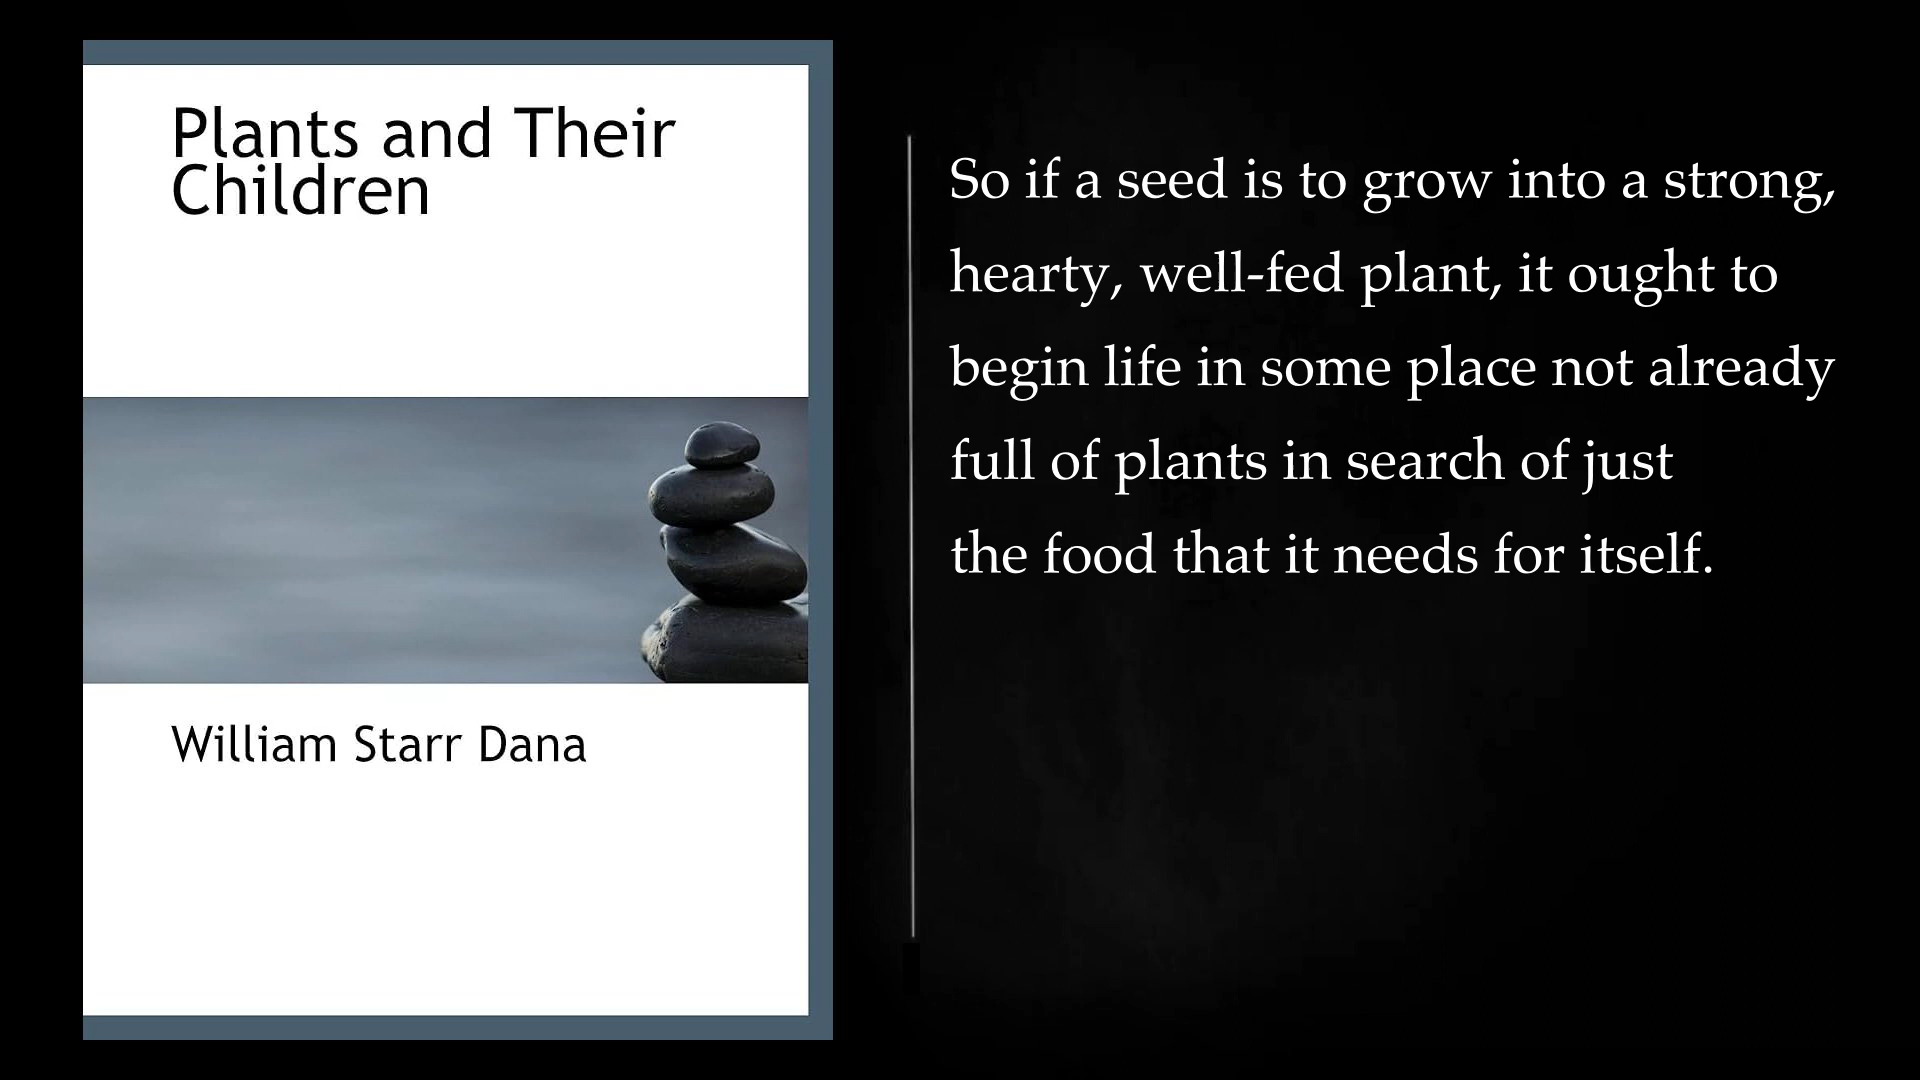 Plants and Their
Children
William Starr Dana
So if a seed is to grow into a strong,
hearty, well-fed plant, it ought to
begin life in some place not already
full of plants in search of just
the food that it needs for itself.